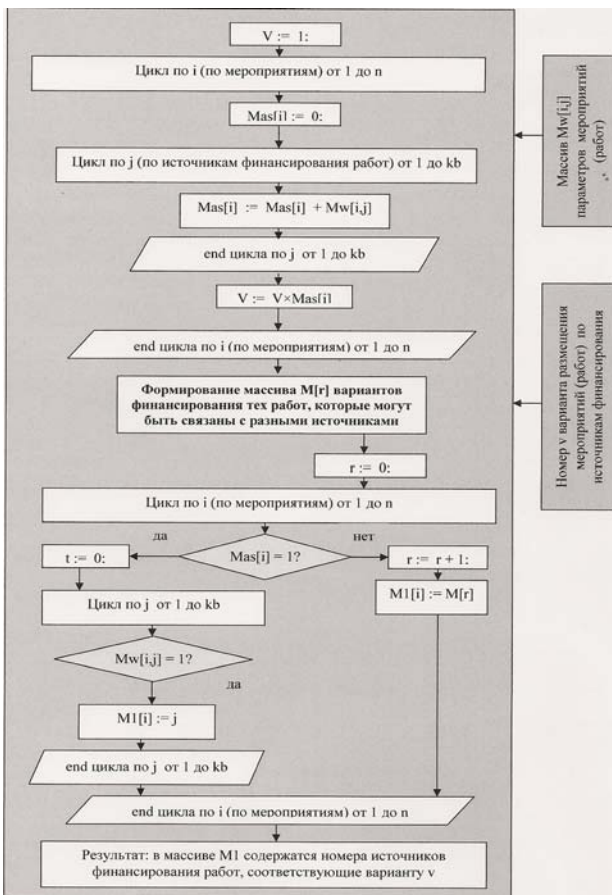 V := 1:
Цикл по i (по мероприятиям) от 1 до n
Mas[i] := 0:
Цикл по j (по источникам финансирования работ) от 1 до kb
Mas[i] := Mas[i] + Mw[i,j]
end цикла по j от 1 до kb
V := V×Mas[i]
end цикла по i (по мероприятиям) от 1 до n
Формирование массива M[r] вариантов
финансирования тех работ, которые могут
быть связаны с разными источниками
r := 0:
Цикл по i (по мероприятиям) от 1 до n
да
Mas[i] = 1?
нет
t := 0:
r := r + 1:
Цикл по j от 1 до kb
M1[i] := M[r]
Mw[i,j] = 1?
да
M1[i] := j
end цикла по j от 1 до kb
end цикла по i (по мероприятиям) от 1 до n
Результат: в массиве M1 содержатся номера источников
финансирования работ, соответствующие варианту v
Массив Mw[i,j]
параметров мероприятий
(работ)
Номер v варианта размещения
мероприятий (работ) по
источникам финансирования